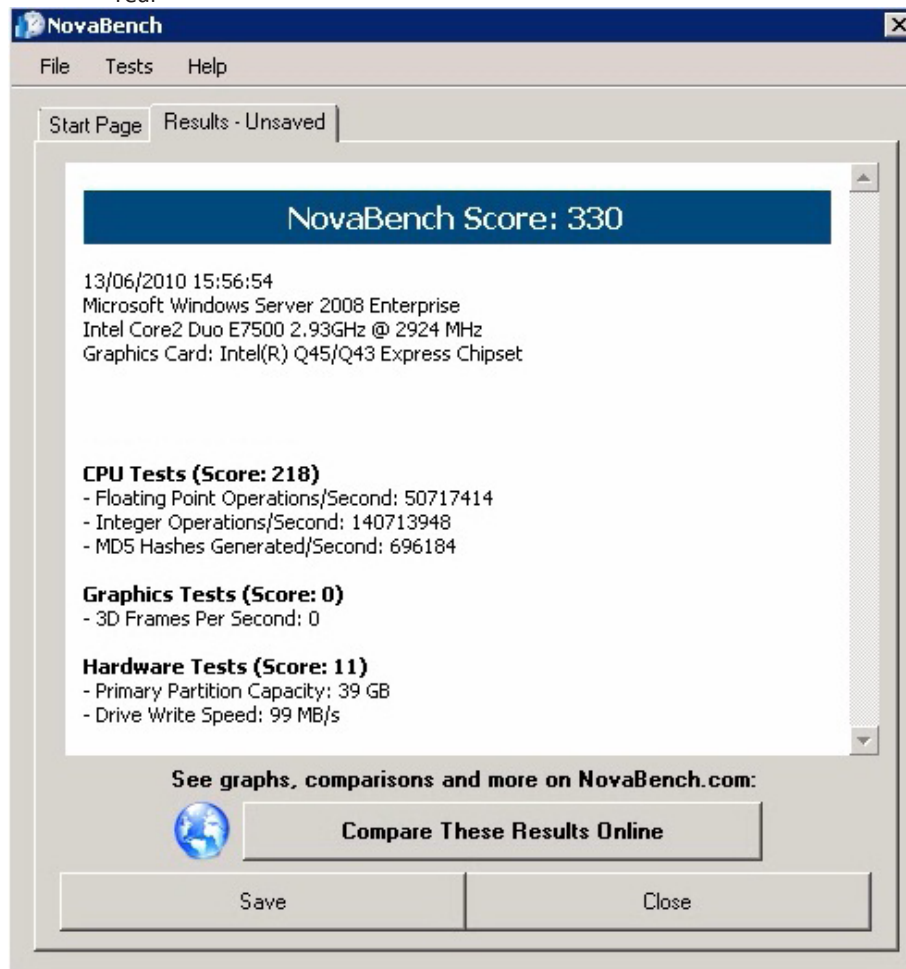 NovaBench
File Tests Help
Start Page Results - Unsaved
NovaBench Score: 330
13/06/2010 15:56:54
Microsoft Windows Server 2008 Enterprise
Intel Core2 Duo E7500 2.93GHz @ 2924 MHz
Graphics Card: Intel(R) Q45/Q43 Express Chipset
CPU Tests (Score: 218)
- Floating Point Operations/Second: 50717414
- Integer Operations/Second: 140713948
- MD5 Hashes Generated/Second: 696184
Graphics Tests (Score: 0)
- 3D Frames Per Second: 0
Hardware Tests (Score: 11)
- Primary Partition Capacity: 39 GB
- Drive Write Speed: 99 MB/s
See graphs, comparisons and more on NovaBench.com:
Compare These Results Online
Save Close